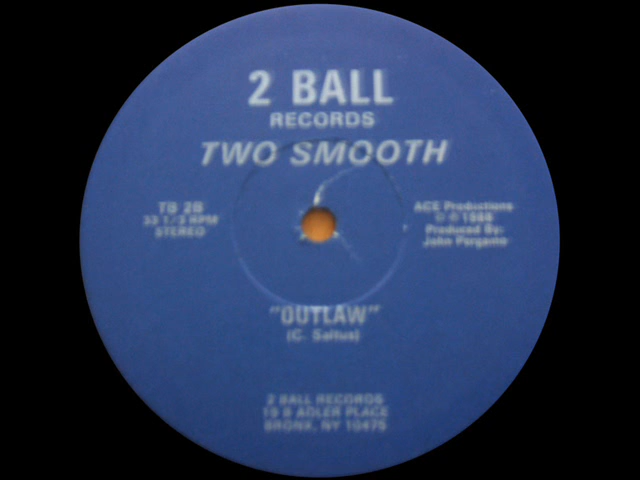 2 BALL
RECORDS
TWO SMOOTH
TB 2B
33 1/3 RPM
STEREO
ACE Productions
© ℗ 1988
Produced By:
John
"OUTLAW"
(C. Saltus)
2 BALL RECORDS
19 B ADLER PLACE
BRONX, NY 10475